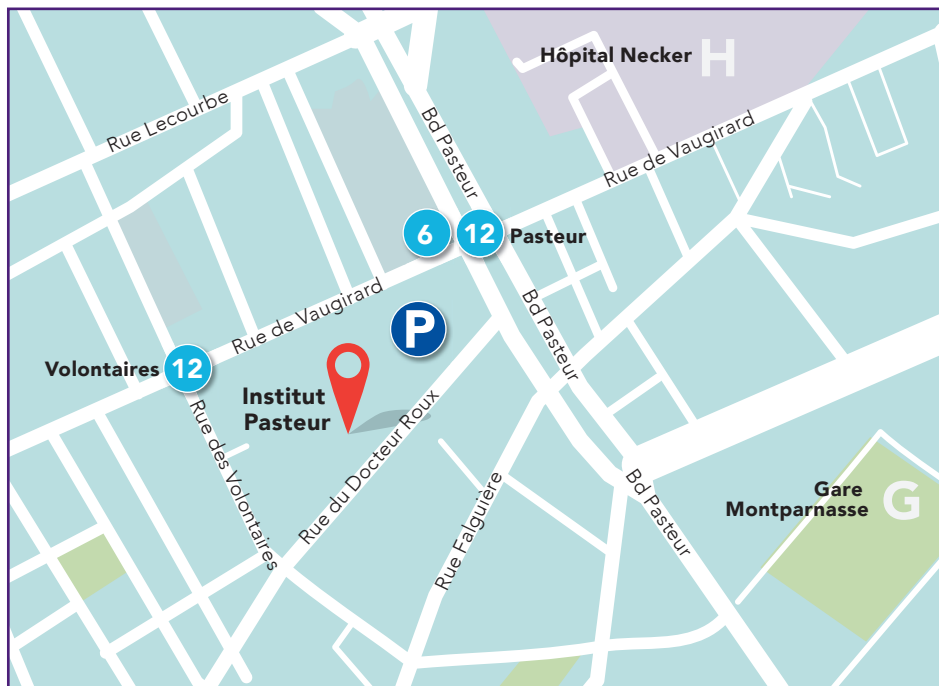 Hôpital Necker
H
Rue Lecourbe
Bd Pasteur
Rue de Vaugirard
6
12
Pasteur
Rue de Vaugirard
P
Bd Pasteur
Volontaires
12
Institut
Pasteur
Rue des Volontaires
Rue du Docteur Roux
Rue Falguière
Bd Pasteur
Gare
Montparnasse
G